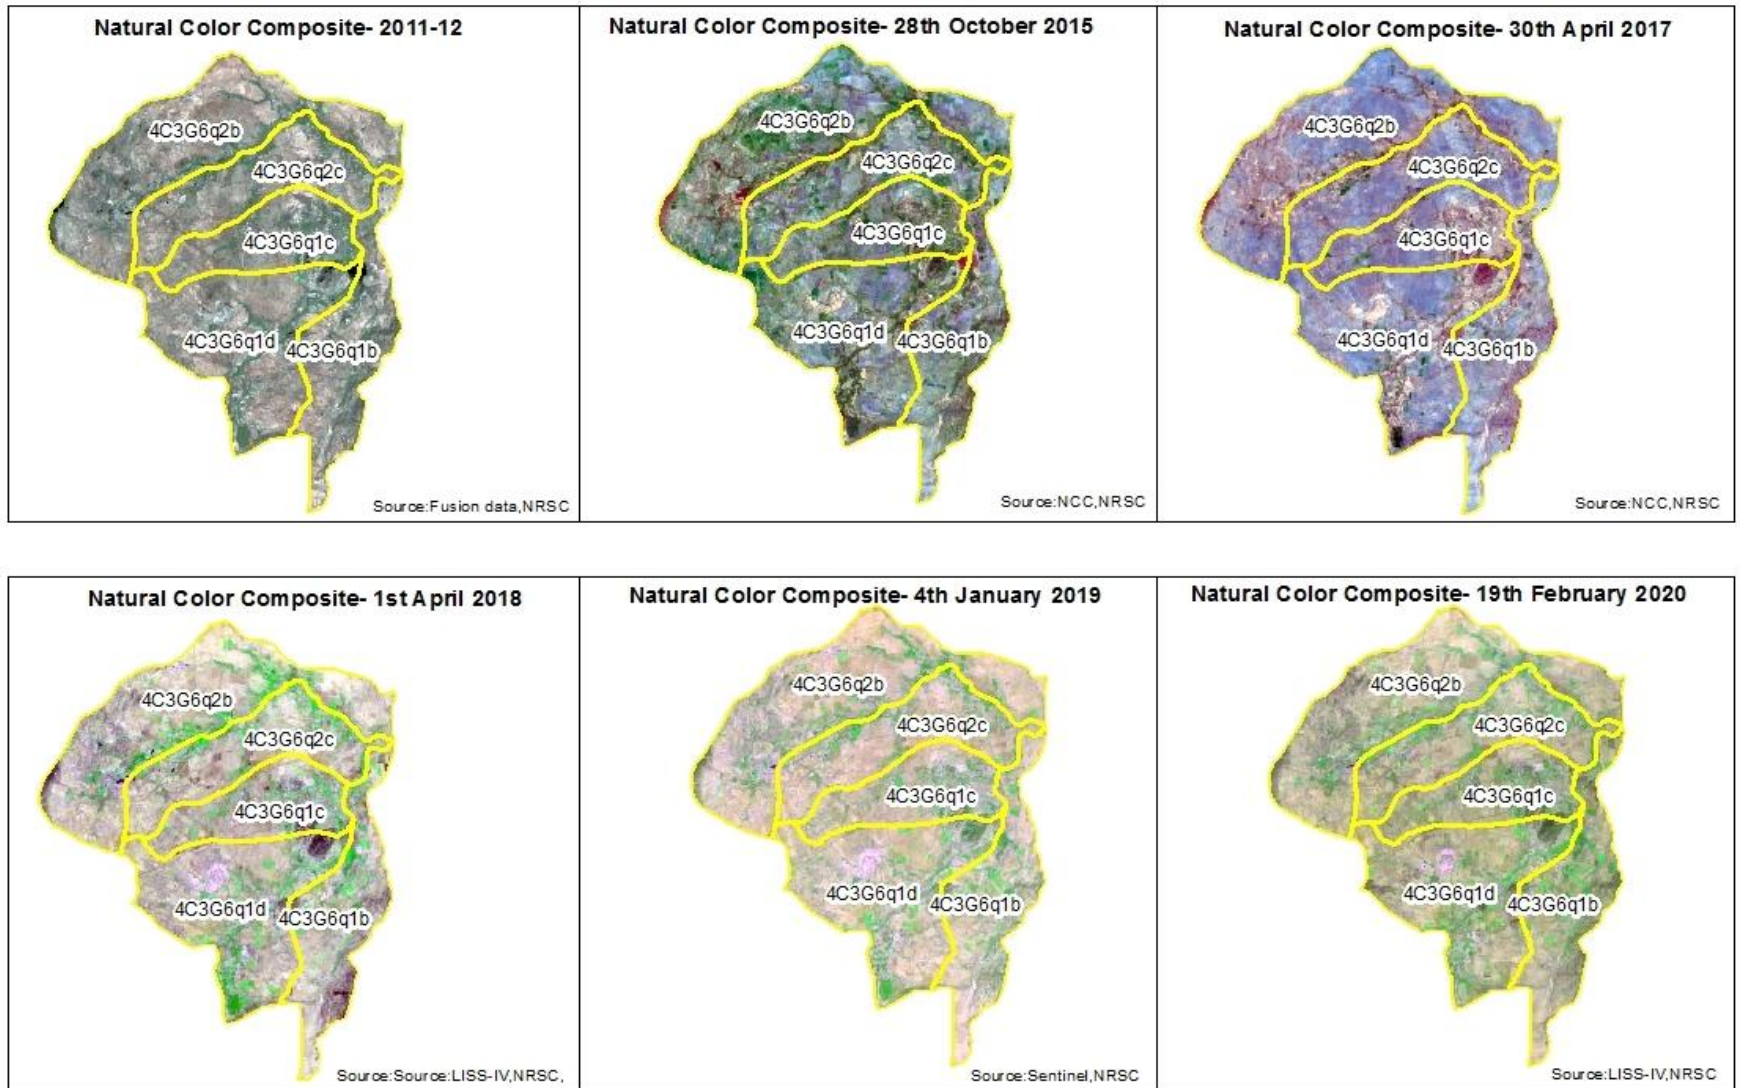 Natural Color Composite- 2011-12
4C3G6q2b
4C3G6q2c
4C3G6q1c
4C3G6q1d
4C3G6q1b
Source:Fusion data,NRSC
Natural Color Composite- 28th October 2015
4C3G6q2b
4C3G6q2c
4C3G6q1c
4C3G6q1d
4C3G6q1b
Source:NCC,NRSC
Natural Color Composite- 30th April 2017
4C3G6q2b
4C3G6q2c
4C3G6q1c
4C3G6q1d
4C3G6q1b
Source:NCC,NRSC
Natural Color Composite- 1st April 2018
4C3G6q2b
4C3G6q2c
4C3G6q1c
4C3G6q1d
4C3G6q1b
Source:Source:LISS-IV,NRSC,
Natural Color Composite- 4th January 2019
4C3G6q2b
4C3G6q2c
4C3G6q1c
4C3G6q1d
4C3G6q1b
Source:Sentinel,NRSC
Natural Color Composite- 19th February 2020
4C3G6q2b
4C3G6q2c
4C3G6q1c
4C3G6q1d
4C3G6q1b
Source:LISS-IV,NRSC